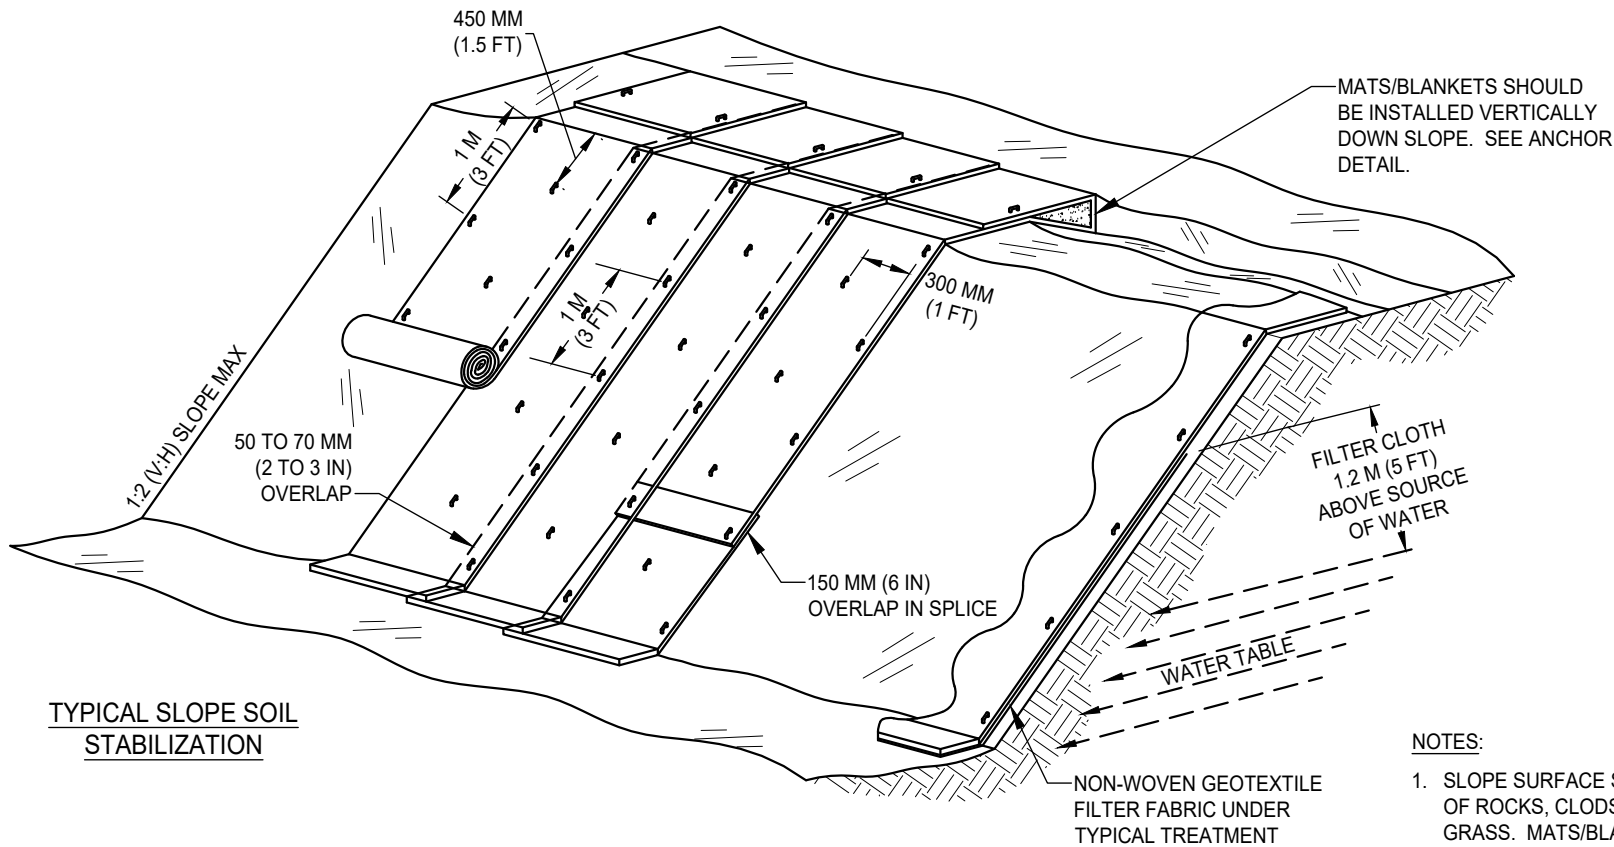 450 MM
(1.5 FT)
1 M
(3 FT)
MATS/BLANKETS SHOULD
BE INSTALLED VERTICALLY
DOWN SLOPE. SEE ANCHOR
DETAIL.
300 MM
(1 FT)
1 M
(3 FT)
1:2 (V:H) SLOPE MAX
50 TO 70 MM
(2 TO 3 IN)
OVERLAP
FILTER CLOTH
1.2 M (5 FT)
ABOVE SOURCE
OF WATER
150 MM (6 IN)
OVERLAP IN SPLICE
WATER TABLE
TYPICAL SLOPE SOIL
STABILIZATION
NON-WOVEN GEOTEXTILE
FILTER FABRIC UNDER
TYPICAL TREATMENT
NOTES:
1. SLOPE SURFACE
OF ROCKS, CLODS
GRASS.